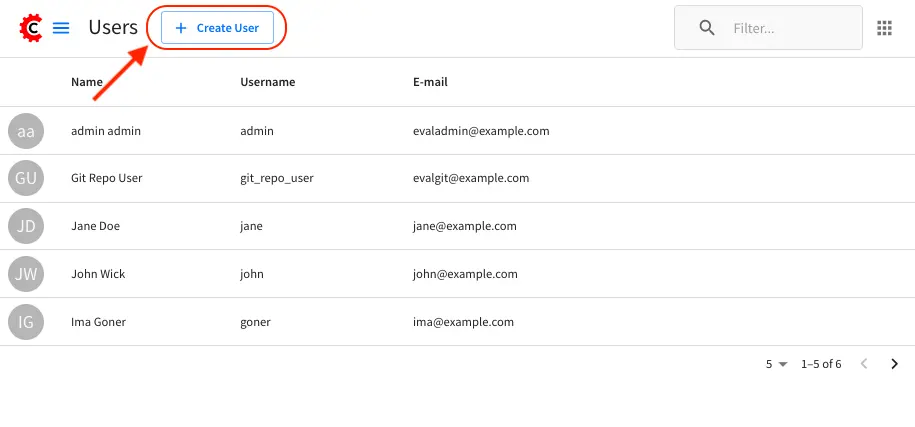 C Users + Create User Filter...
Name Username E-mail
aa admin admin admin evaladmin@example.com
GU Git Repo User git_repo_user evalgit@example.com
JD Jane Doe jane jane@example.com
JW John Wick john john@example.com
IG Ima Goner goner ima@example.com
5 1–5 of 6